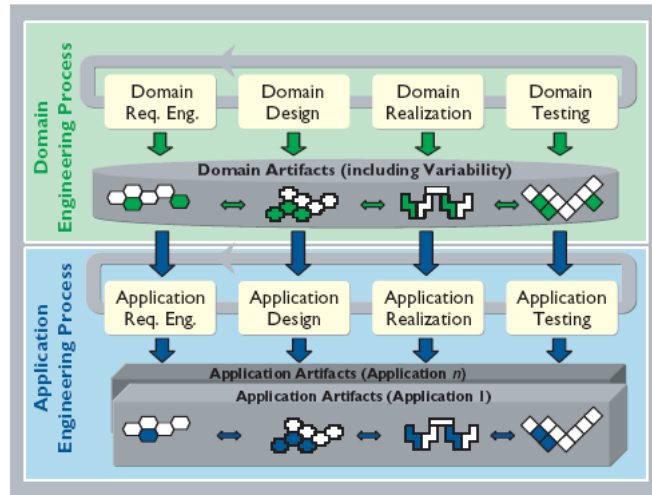 Domain
Engineering Process
Domain
Req. Eng.
Domain
Design
Domain
Realization
Domain
Testing
Domain Artifacts (including Variability)
Application
Engineering Process
Application
Req. Eng.
Application
Design
Application
Realization
Application
Testing
Application Artifacts (Application n)
Application Artifacts (Application 1)